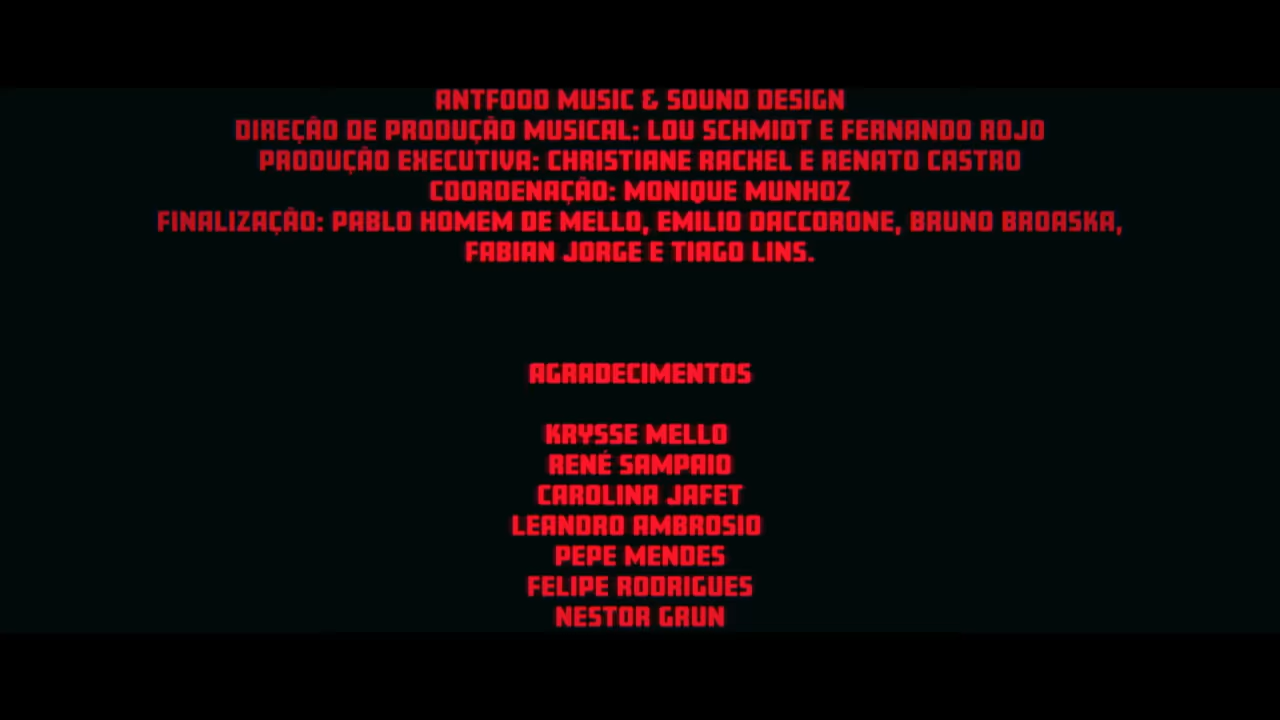 ANTFOOD MUSIC & SOUND DESIGN
DIREÇÃO DE PRODUÇÃO MUSICAL: LOU SCHMIDT E FERNANDO ROJO
PRODUÇÃO EXECUTIVA: CHRISTIANE RACHEL E RENATO CASTRO
COORDENAÇÃO: MONIQUE MUNHOZ
FINALIZAÇÃO: PABLO HOMEM DE MELLO, EMILIO DACCORONE, BRUNO BROASKA,
FABIAN JORGE E TIAGO LINS.
AGRADECIMENTOS
KRYSSE MELLO
RENÉ SAMPAIO
CAROLINA JAFET
LEANDRO AMBROSIO
PEPE MENDES
FELIPE RODRIGUES
NESTOR GRUN